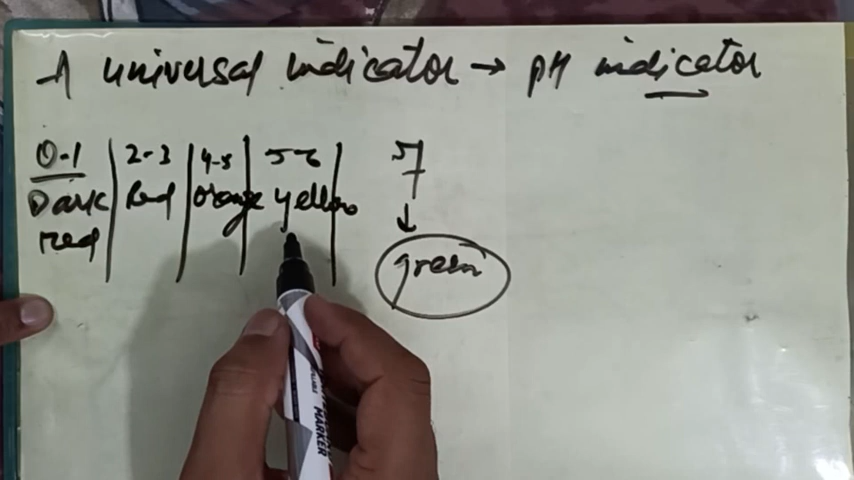 A universal indicator → pH indicator
0-1 2-3 4-5 5-6 7
Dark Red orange yellow
red
green
MARKER